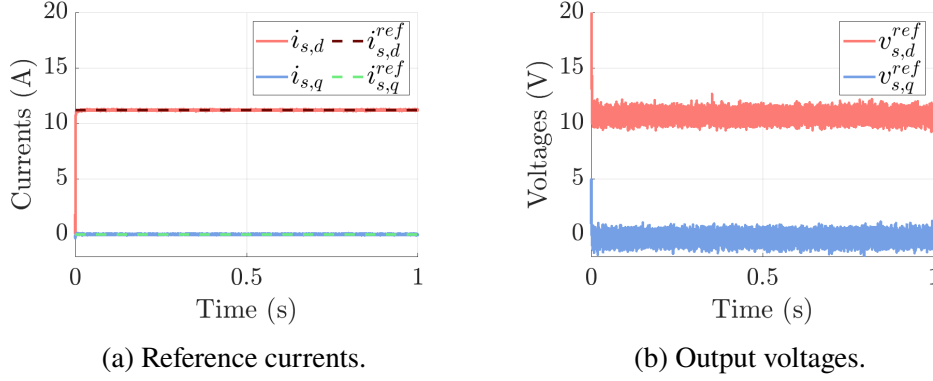 20
15
10
5
0
Currents (A)
i_{s,d} i_{s,d}^{ref}
i_{s,q} i_{s,q}^{ref}
0 0.5 1
Time (s)
(a) Reference currents.
20
15
10
5
0
Voltages (V)
v_{s,d}^{ref}
v_{s,q}^{ref}
0 0.5 1
Time (s)
(b) Output voltages.